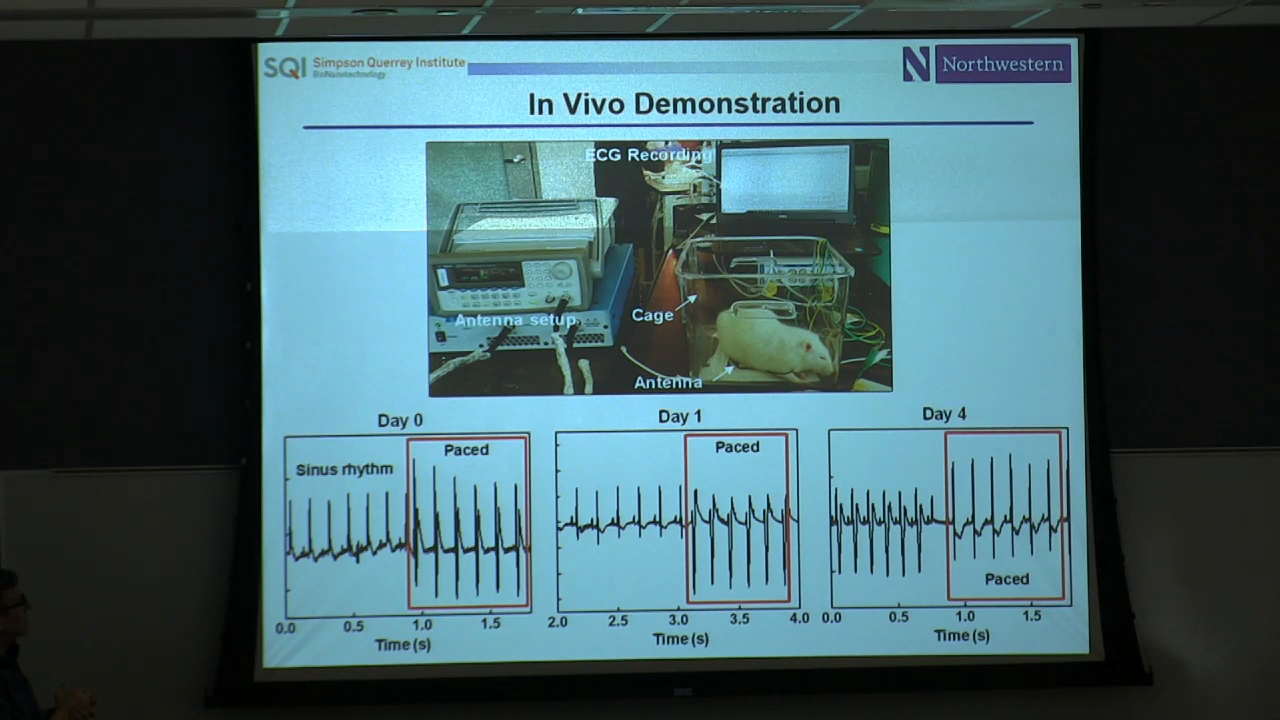 SQI Simpson Querrey Institute
BioNanotechnology
N Northwestern
In Vivo Demonstration
ECG Recording
Antenna setup
Cage
Antenna
Day 0
Sinus rhythm
Paced
0.0 0.5 1.0 1.5
Time (s)
Day 1
Paced
2.0 2.5 3.0 3.5 4.0
Time (s)
Day 4
Paced
0.0 0.5 1.0 1.5
Time (s)